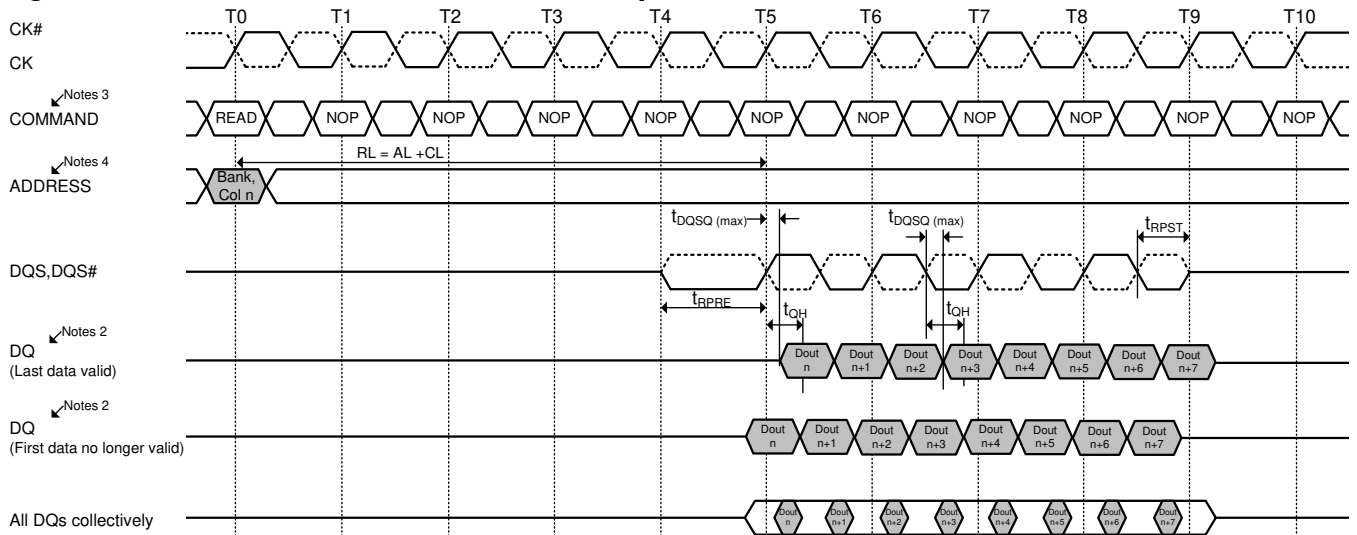 T0 T1 T2 T3 T4 T5 T6 T7 T8 T9 T10
CK#
CK
Notes 3
COMMAND
READ NOP NOP NOP NOP NOP NOP NOP NOP NOP NOP
Notes 4
ADDRESS
RL = AL +CL
Bank,
Col n
tDQSQ (max)
tDQSQ (max)
tRPST
DQS,DQS#
tRPRE
tQH
tQH
Notes 2
DQ
(Last data valid)
Dout n Dout n+1 Dout n+2 Dout n+3 Dout n+4 Dout n+5 Dout n+6 Dout n+7
Notes 2
DQ
(First data no longer valid)
Dout n Dout n+1 Dout n+2 Dout n+3 Dout n+4 Dout n+5 Dout n+6 Dout n+7
All DQs collectively
Dout n Dout n+1 Dout n+2 Dout n+3 Dout n+4 Dout n+5 Dout n+6 Dout n+7